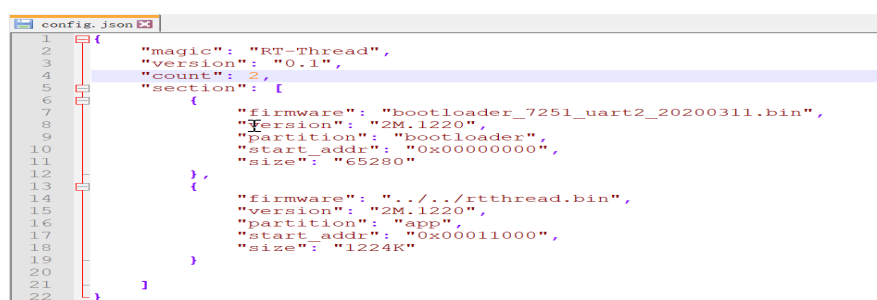 config.json
1 {
2 "magic": "RT-Thread",
3 "version": "0.1",
4 "count": 2,
5 "section": [
6 {
7 "firmware": "bootloader_7251_uart2_20200311.bin",
8 "version": "2M.1220",
9 "partition": "bootloader",
10 "start_addr": "0x00000000",
11 "size": "65280"
12 },
13 {
14 "firmware": "../../rtthread.bin",
15 "version": "2M.1220",
16 "partition": "app",
17 "start_addr": "0x00011000",
18 "size": "1224K"
19 }
20
21 ]
22 }